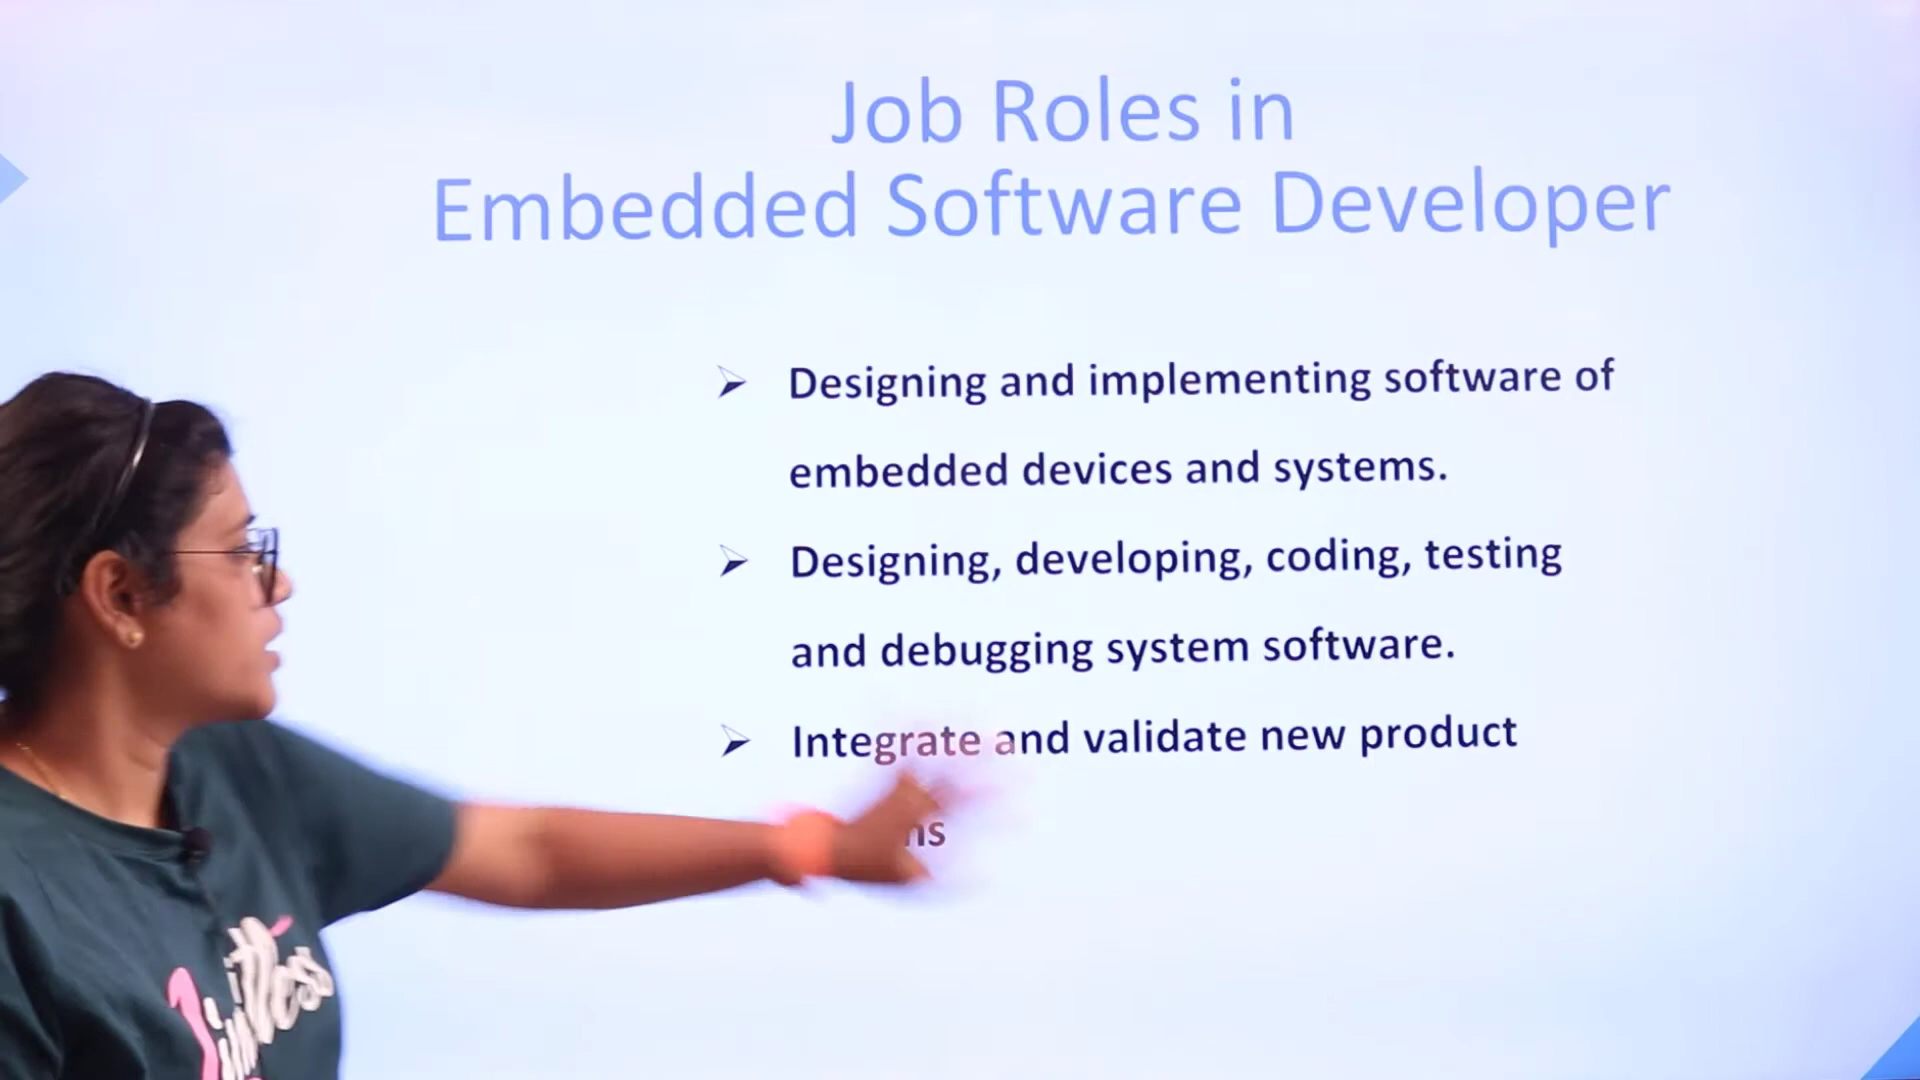 Job Roles in
Embedded Software Developer
➢ Designing and implementing software of
embedded devices and systems.
➢ Designing, developing, coding, testing
and debugging system software.
➢ Integrate and validate new product